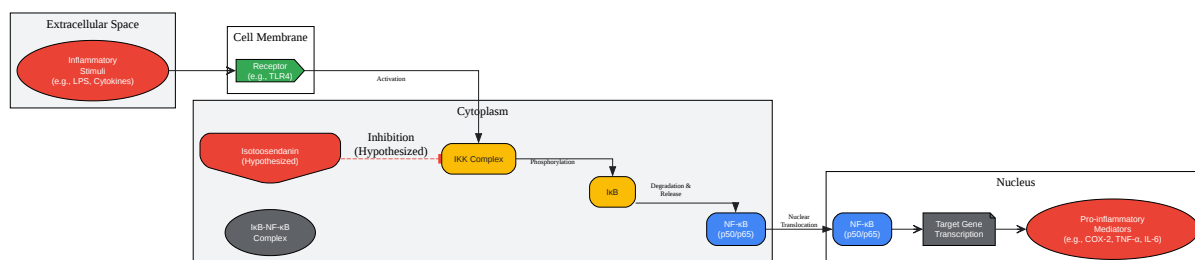 Extracellular Space
Inflammatory
Stimuli
(e.g., LPS, Cytokines)
Cell Membrane
Receptor
(e.g., TLR4)
Activation
Cytoplasm
Isotoosendanin
(Hypothesized)
Inhibition
(Hypothesized)
IKK Complex
Phosphorylation
IκB
Degradation &
Release
IκB-NF-κB
Complex
NF-κB
(p50/p65)
Nuclear
Translocation
Nucleus
NF-κB
(p50/p65)
Target Gene
Transcription
Pro-inflammatory
Mediators
(e.g., COX-2, TNF-α, IL-6)